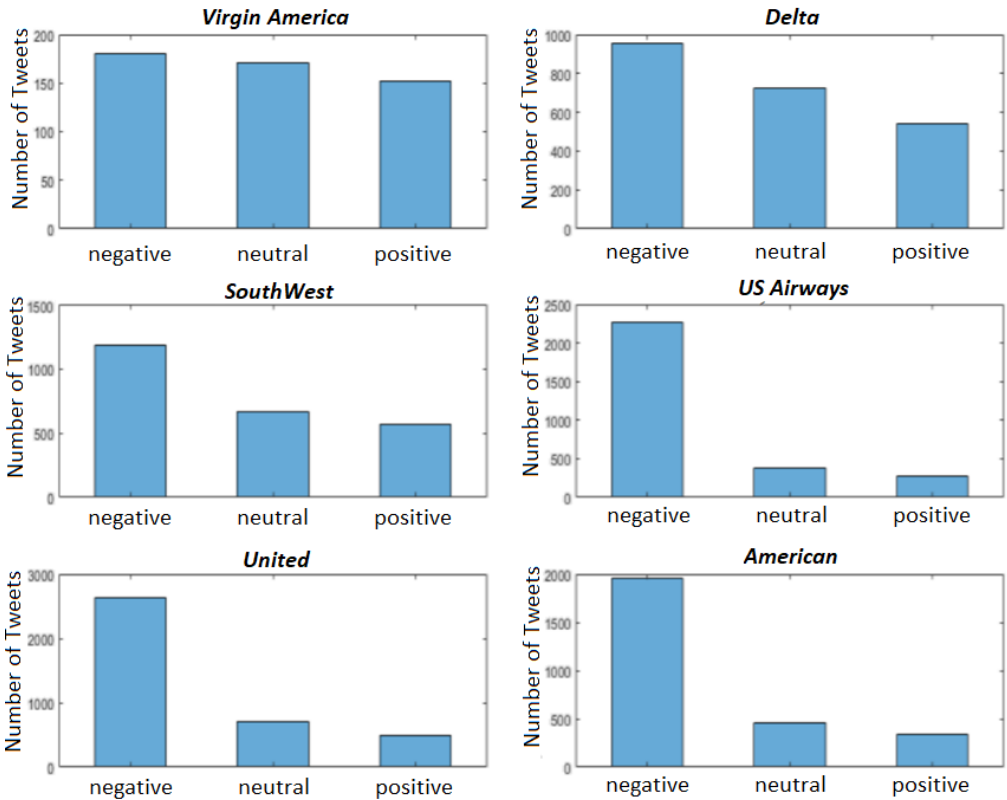 Virgin America
Number of Tweets
200
150
100
50
0
negative neutral positive
Delta
Number of Tweets
1000
800
600
400
200
0
negative neutral positive
SouthWest
Number of Tweets
1500
1000
500
0
negative neutral positive
US Airways
Number of Tweets
2500
2000
1500
1000
500
0
negative neutral positive
United
Number of Tweets
3000
2000
1000
0
negative neutral positive
American
Number of Tweets
2000
1500
1000
500
0
negative neutral positive